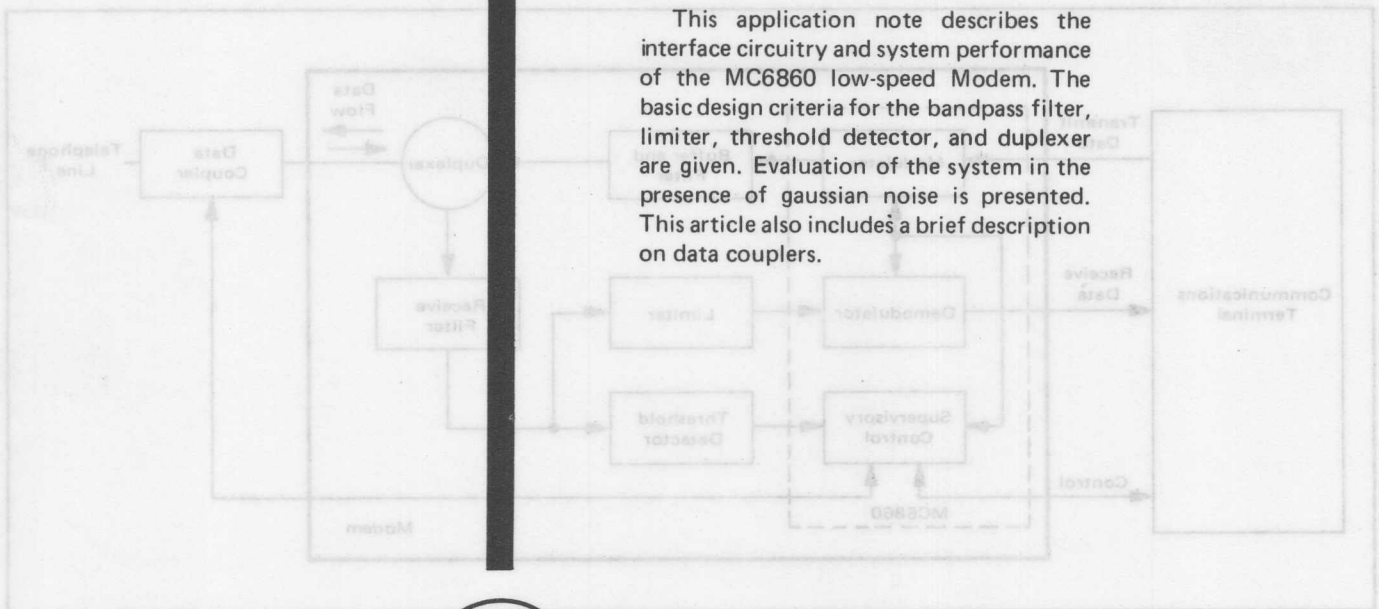 This application note describes the
interface circuitry and system performance
of the MC6860 low-speed Modem. The
basic design criteria for the bandpass filter,
limiter, threshold detector, and duplexer
are given. Evaluation of the system in the
presence of gaussian noise is presented.
This article also includes a brief description
on data couplers.
Data
Flow
Telephone
Line
Data
Coupler
Duplexer
Transmit
Data
Receive
Filter
Limiter
Demodulator
Receive
Data
Communications
Terminal
Threshold
Detector
Supervisory
Control
Control
MC6860
Modem